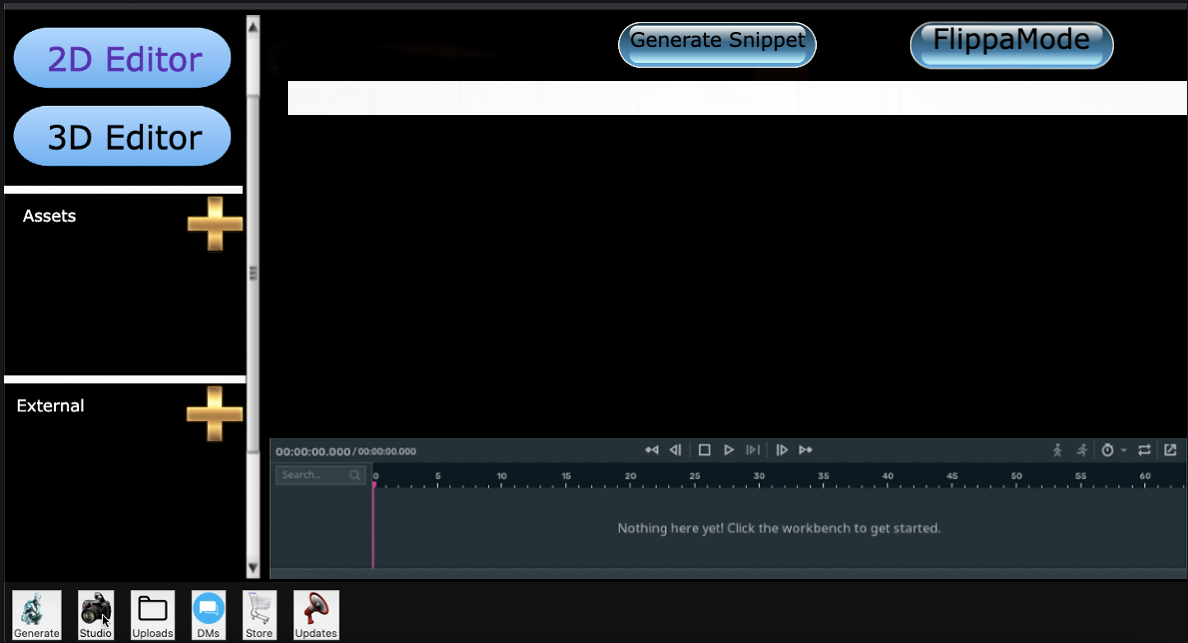 2D Editor
3D Editor
Generate Snippet
FlippaMode
Assets
External
00:00:00.000 / 00:00:00.000
Search...
0 5 10 15 20 25 30 35 40 45 50 55 60
Nothing here yet! Click the workbench to get started.
Generate Studio Uploads DMs Store Updates